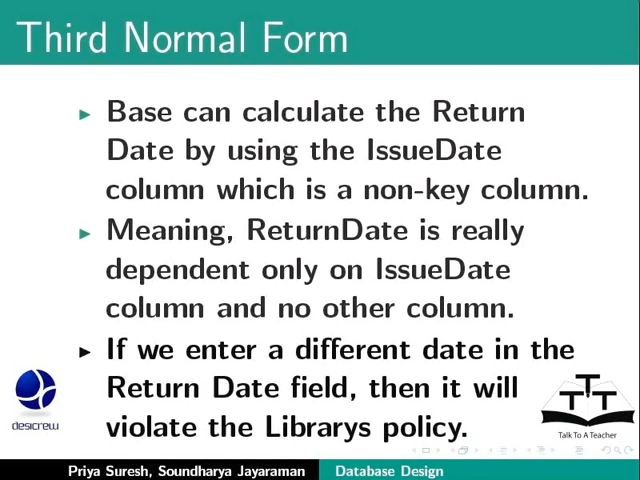 Third Normal Form
Base can calculate the Return
Date by using the IssueDate
column which is a non-key column.
Meaning, ReturnDate is really
dependent only on IssueDate
column and no other column.
If we enter a different date in the
Return Date field, then it will
violate the Librarys policy.
desicrew
T T T
Talk To A Teacher
Priya Suresh, Soundharya Jayaraman Database Design